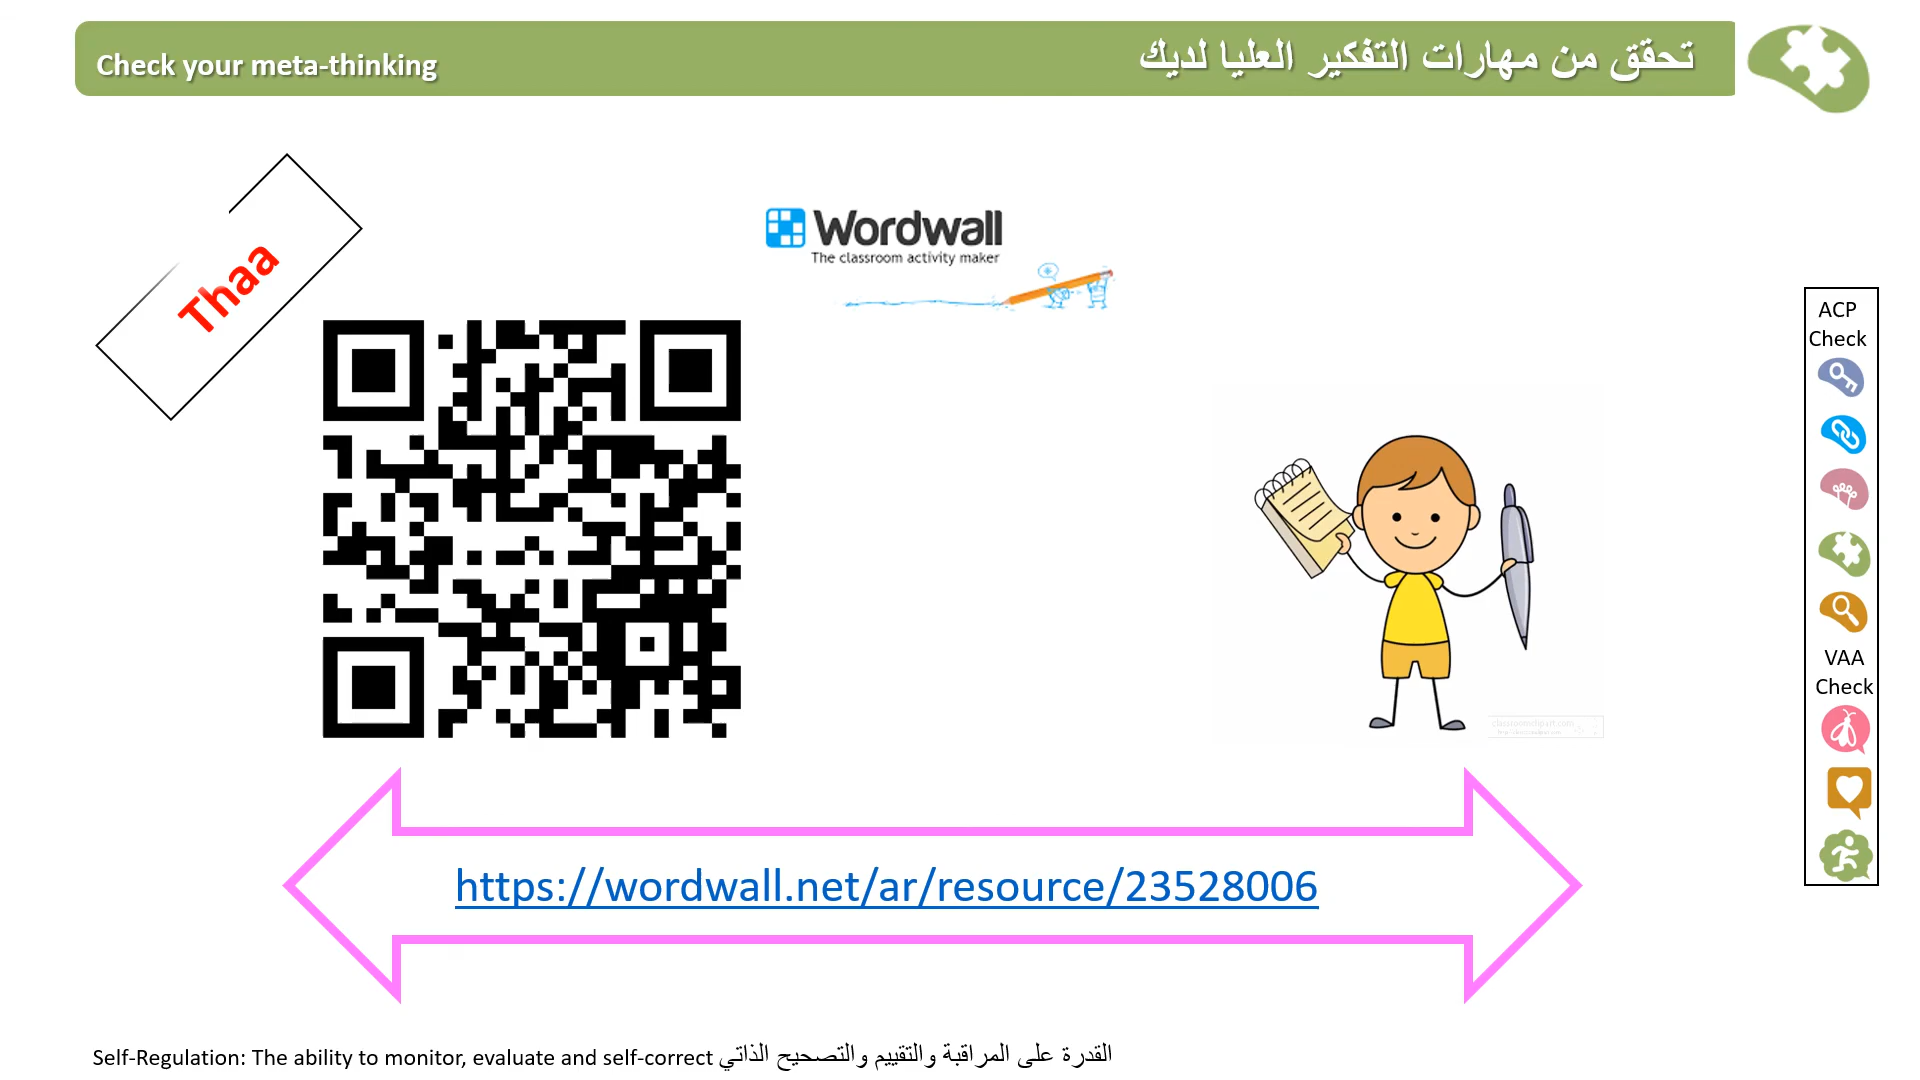 Check your meta-thinking
تحقق من مهارات التفكير العليا لديك
Thaa
Wordwall
The classroom activity maker
ACP
Check
VAA
Check
classroomclipart.com
https://wordwall.net/ar/resource/23528006
Self-Regulation: The ability to monitor, evaluate and self-correct القدرة على المراقبة والتقييم والتصحيح الذاتي